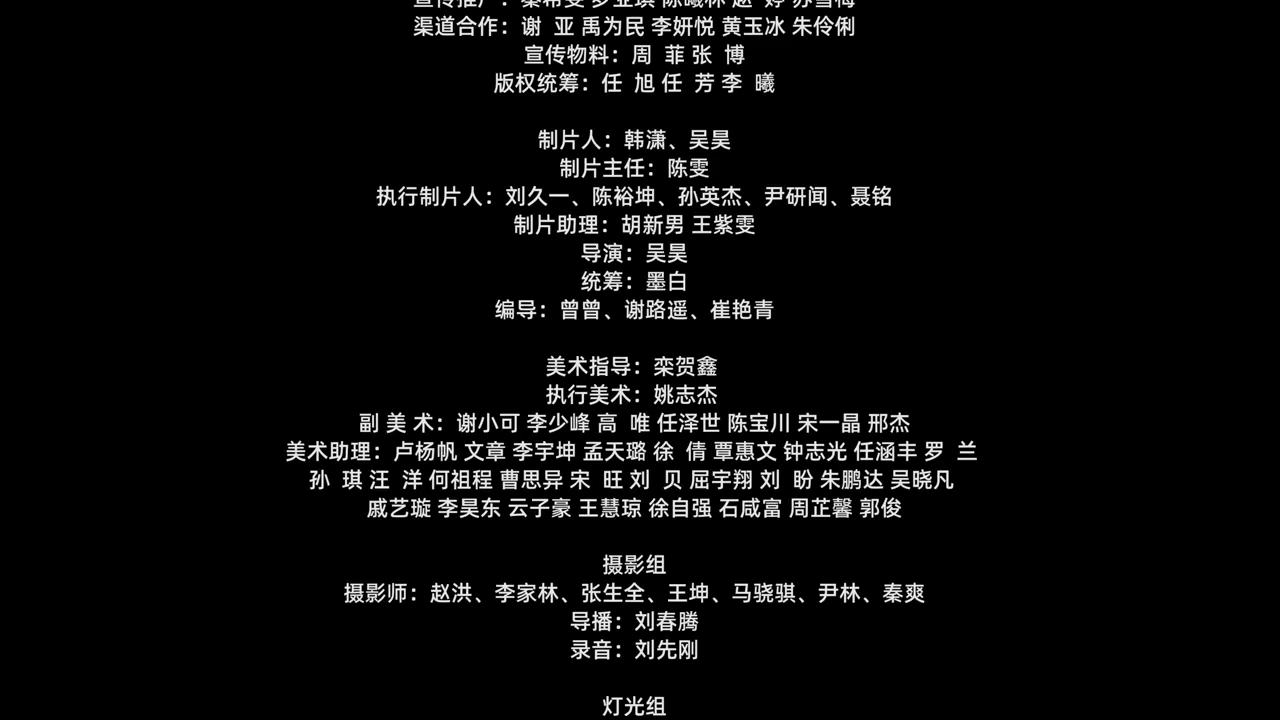 渠道合作：谢  亚 禹为民 李妍悦 黄玉冰 朱伶俐
宣传物料：周  菲 张  博
版权统筹：任  旭 任  芳 李  曦
制片人：韩潇、吴昊
制片主任：陈雯
执行制片人：刘久一、陈裕坤、孙英杰、尹研闻、聂铭
制片助理：胡新男 王紫雯
导演：吴昊
统筹：墨白
编导：曾曾、谢路遥、崔艳青
美术指导：栾贺鑫
执行美术：姚志杰
副 美 术：谢小可 李少峰 高  唯 任泽世 陈宝川 宋一晶 邢杰
美术助理：卢杨帆 文章 李宇坤 孟天璐 徐  倩 覃惠文 钟志光 任涵丰 罗  兰
孙  琪 汪  洋 何祖程 曹思异 宋  旺 刘  贝 屈宇翔 刘  盼 朱鹏达 吴晓凡
戚艺璇 李昊东 云子豪 王慧琼 徐自强 石咸富 周芷馨 郭俊
摄影组
摄影师：赵洪、李家林、张生全、王坤、马骁骐、尹林、秦爽
导播：刘春腾
录音：刘先刚
灯光组